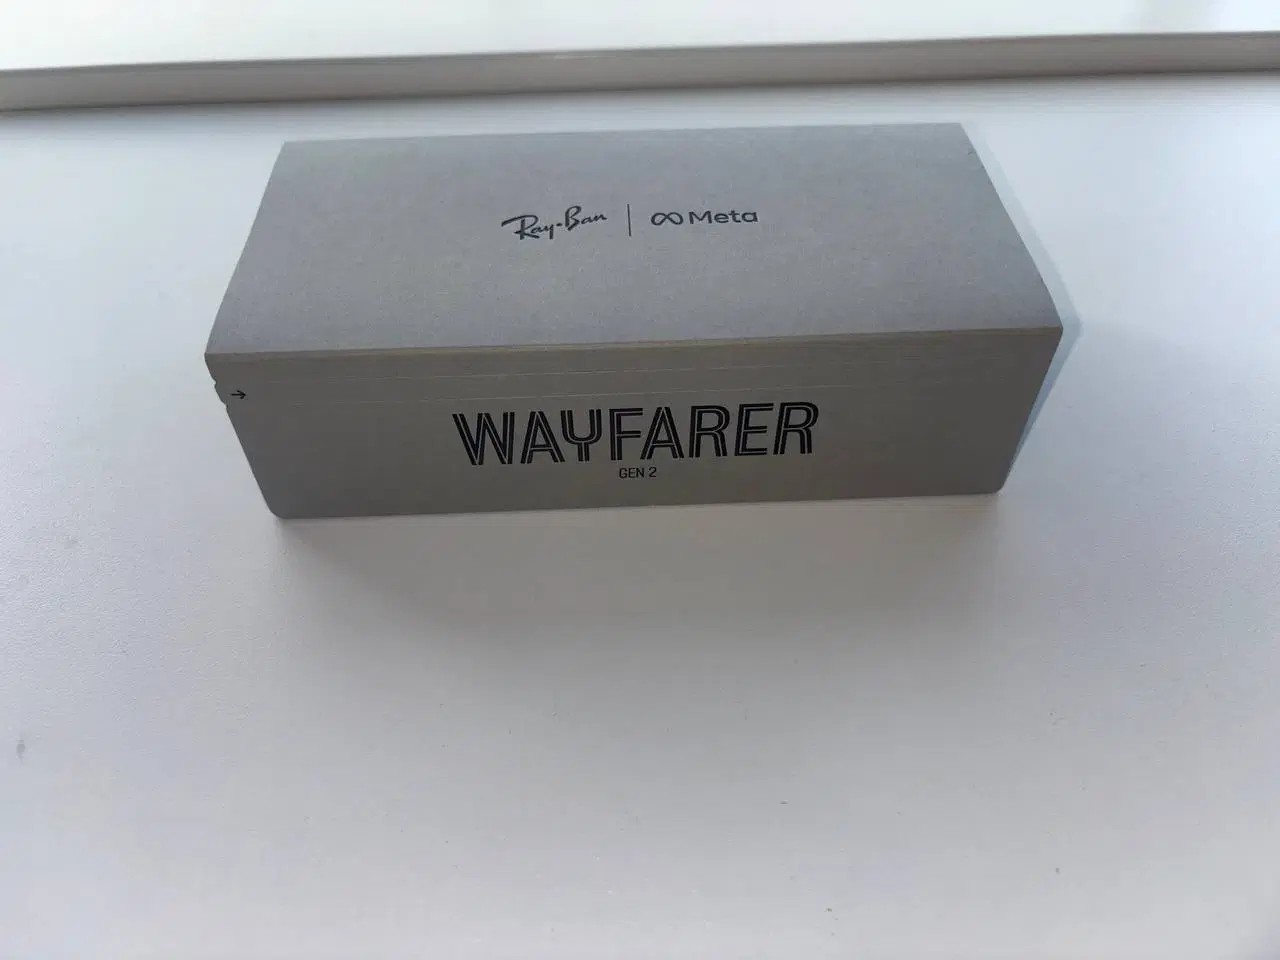 Ray-Ban | ∞ Meta
→
WAYFARER
GEN 2